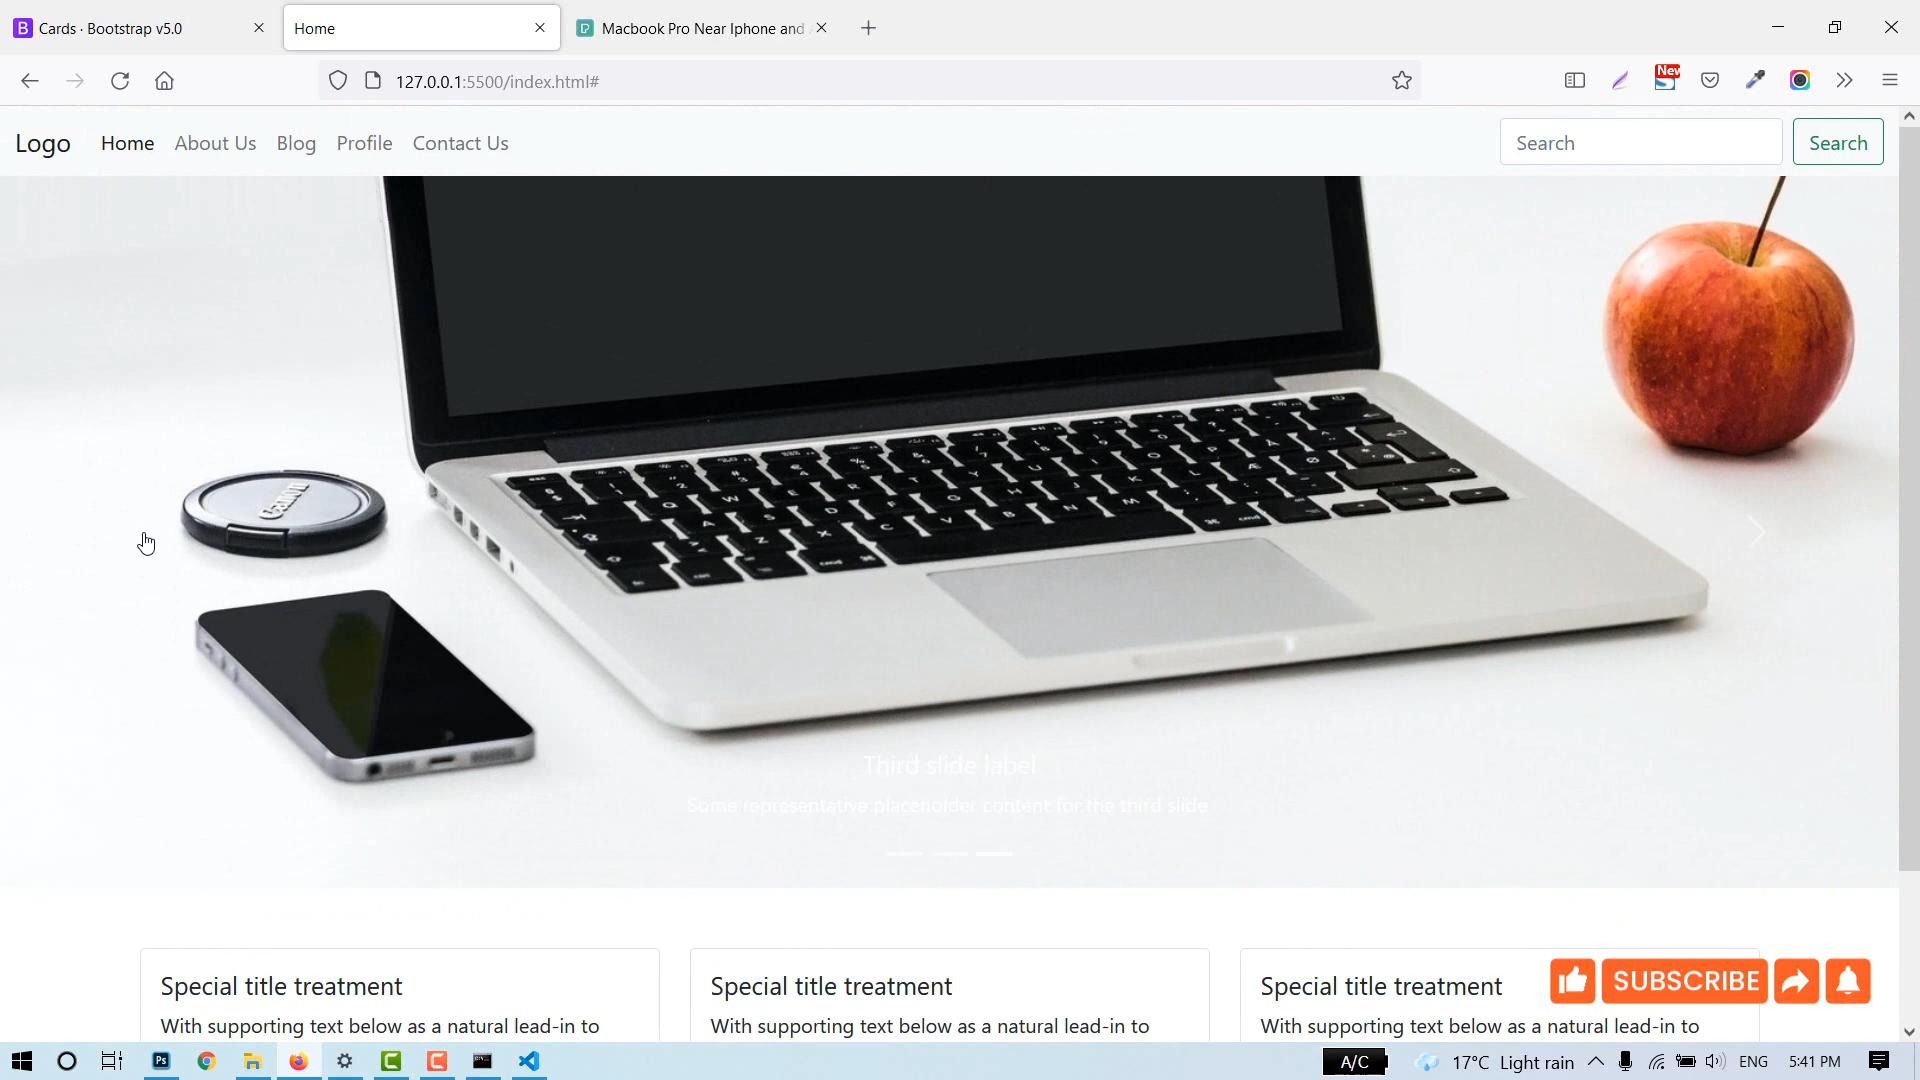 Cards · Bootstrap v5.0
Home
Macbook Pro Near Iphone and
127.0.0.1:5500/index.html#
New
Logo
Home
About Us
Blog
Profile
Contact Us
Search
Search
Canon
Third slide label
Some representative placeholder content for the third slide
Special title treatment
With supporting text below as a natural lead-in to
Special title treatment
With supporting text below as a natural lead-in to
Special title treatment
With supporting text below as a natural lead-in to
SUBSCRIBE
Ps
A/C
17°C Light rain
ENG
5:41 PM